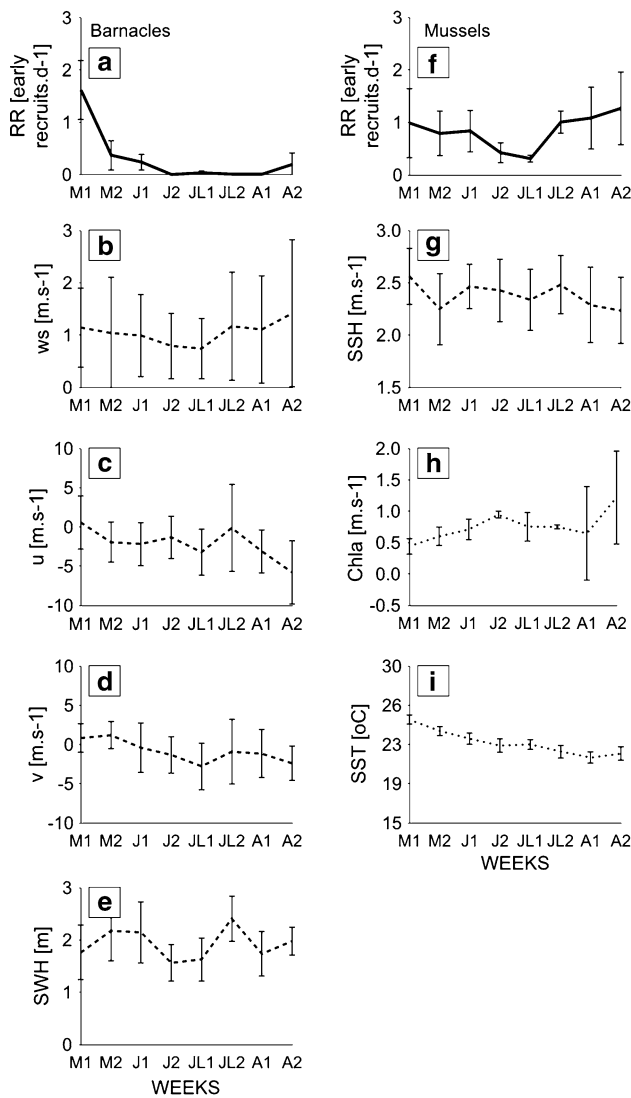 Barnacles
a
RR [early
recruits.d-1]
3
2
1
0
M1 M2 J1 J2 JL1 JL2 A1 A2
Mussels
f
RR [early
recruits.d-1]
3
2
1
0
M1 M2 J1 J2 JL1 JL2 A1 A2
b
ws [m.s-1]
3
2
1
0
M1 M2 J1 J2 JL1 JL2 A1 A2
g
SSH [m.s-1]
3.0
2.5
2.0
1.5
M1 M2 J1 J2 JL1 JL2 A1 A2
c
u [m.s-1]
10
5
0
-5
-10
M1 M2 J1 J2 JL1 JL2 A1 A2
h
Chla [m.s-1]
2.0
1.5
1.0
0.5
0.0
-0.5
M1 M2 J1 J2 JL1 JL2 A1 A2
d
v [m.s-1]
10
5
0
-5
-10
M1 M2 J1 J2 JL1 JL2 A1 A2
i
SST [oC]
30
26
23
19
15
M1 M2 J1 J2 JL1 JL2 A1 A2
WEEKS
e
SWH [m]
3
2
1
0
M1 M2 J1 J2 JL1 JL2 A1 A2
WEEKS